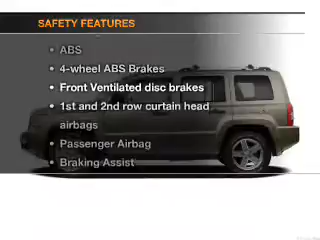 SAFETY FEATURES
• ABS
• 4-wheel ABS Brakes
• Front Ventilated disc brakes
• 1st and 2nd row curtain head
airbags
• Passenger Airbag
• Braking Assist